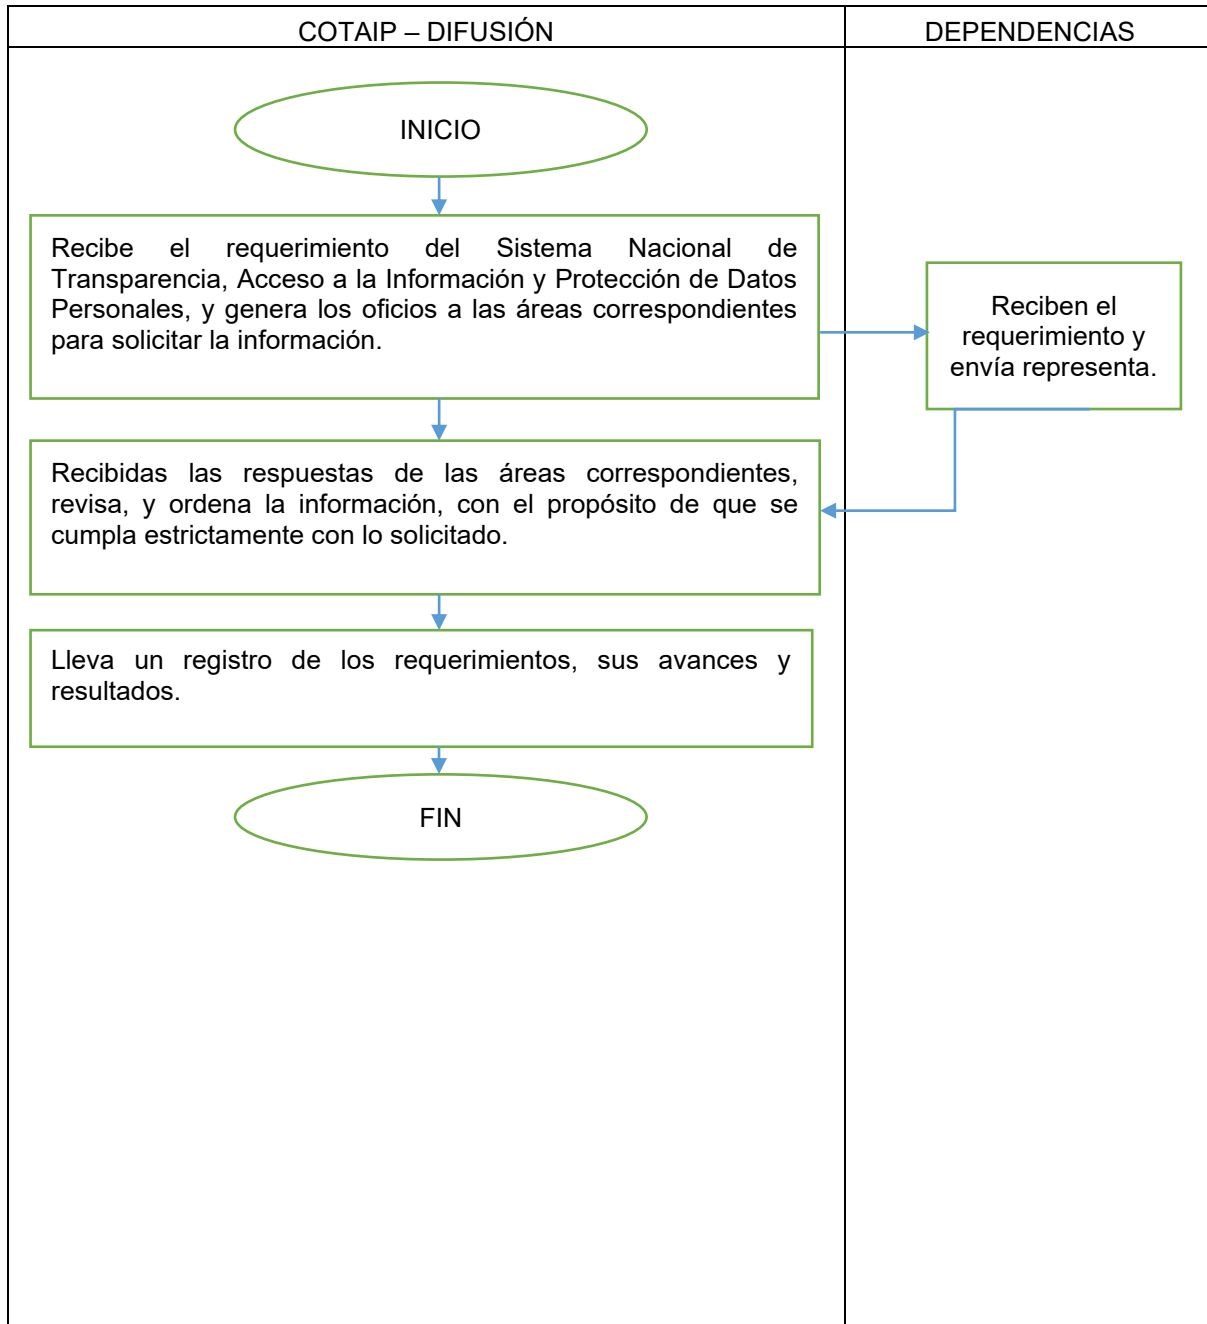 COTAIP – DIFUSIÓN
DEPENDENCIAS
INICIO
Recibe el requerimiento del Sistema Nacional de
Transparencia, Acceso a la Información y Protección de Datos
Personales, y genera los oficios a las áreas correspondientes
para solicitar la información.
Reciben el
requerimiento y
envía representa.
Recibidas las respuestas de las áreas correspondientes,
revisa, y ordena la información, con el propósito de que se
cumpla estrictamente con lo solicitado.
Lleva un registro de los requerimientos, sus avances y
resultados.
FIN